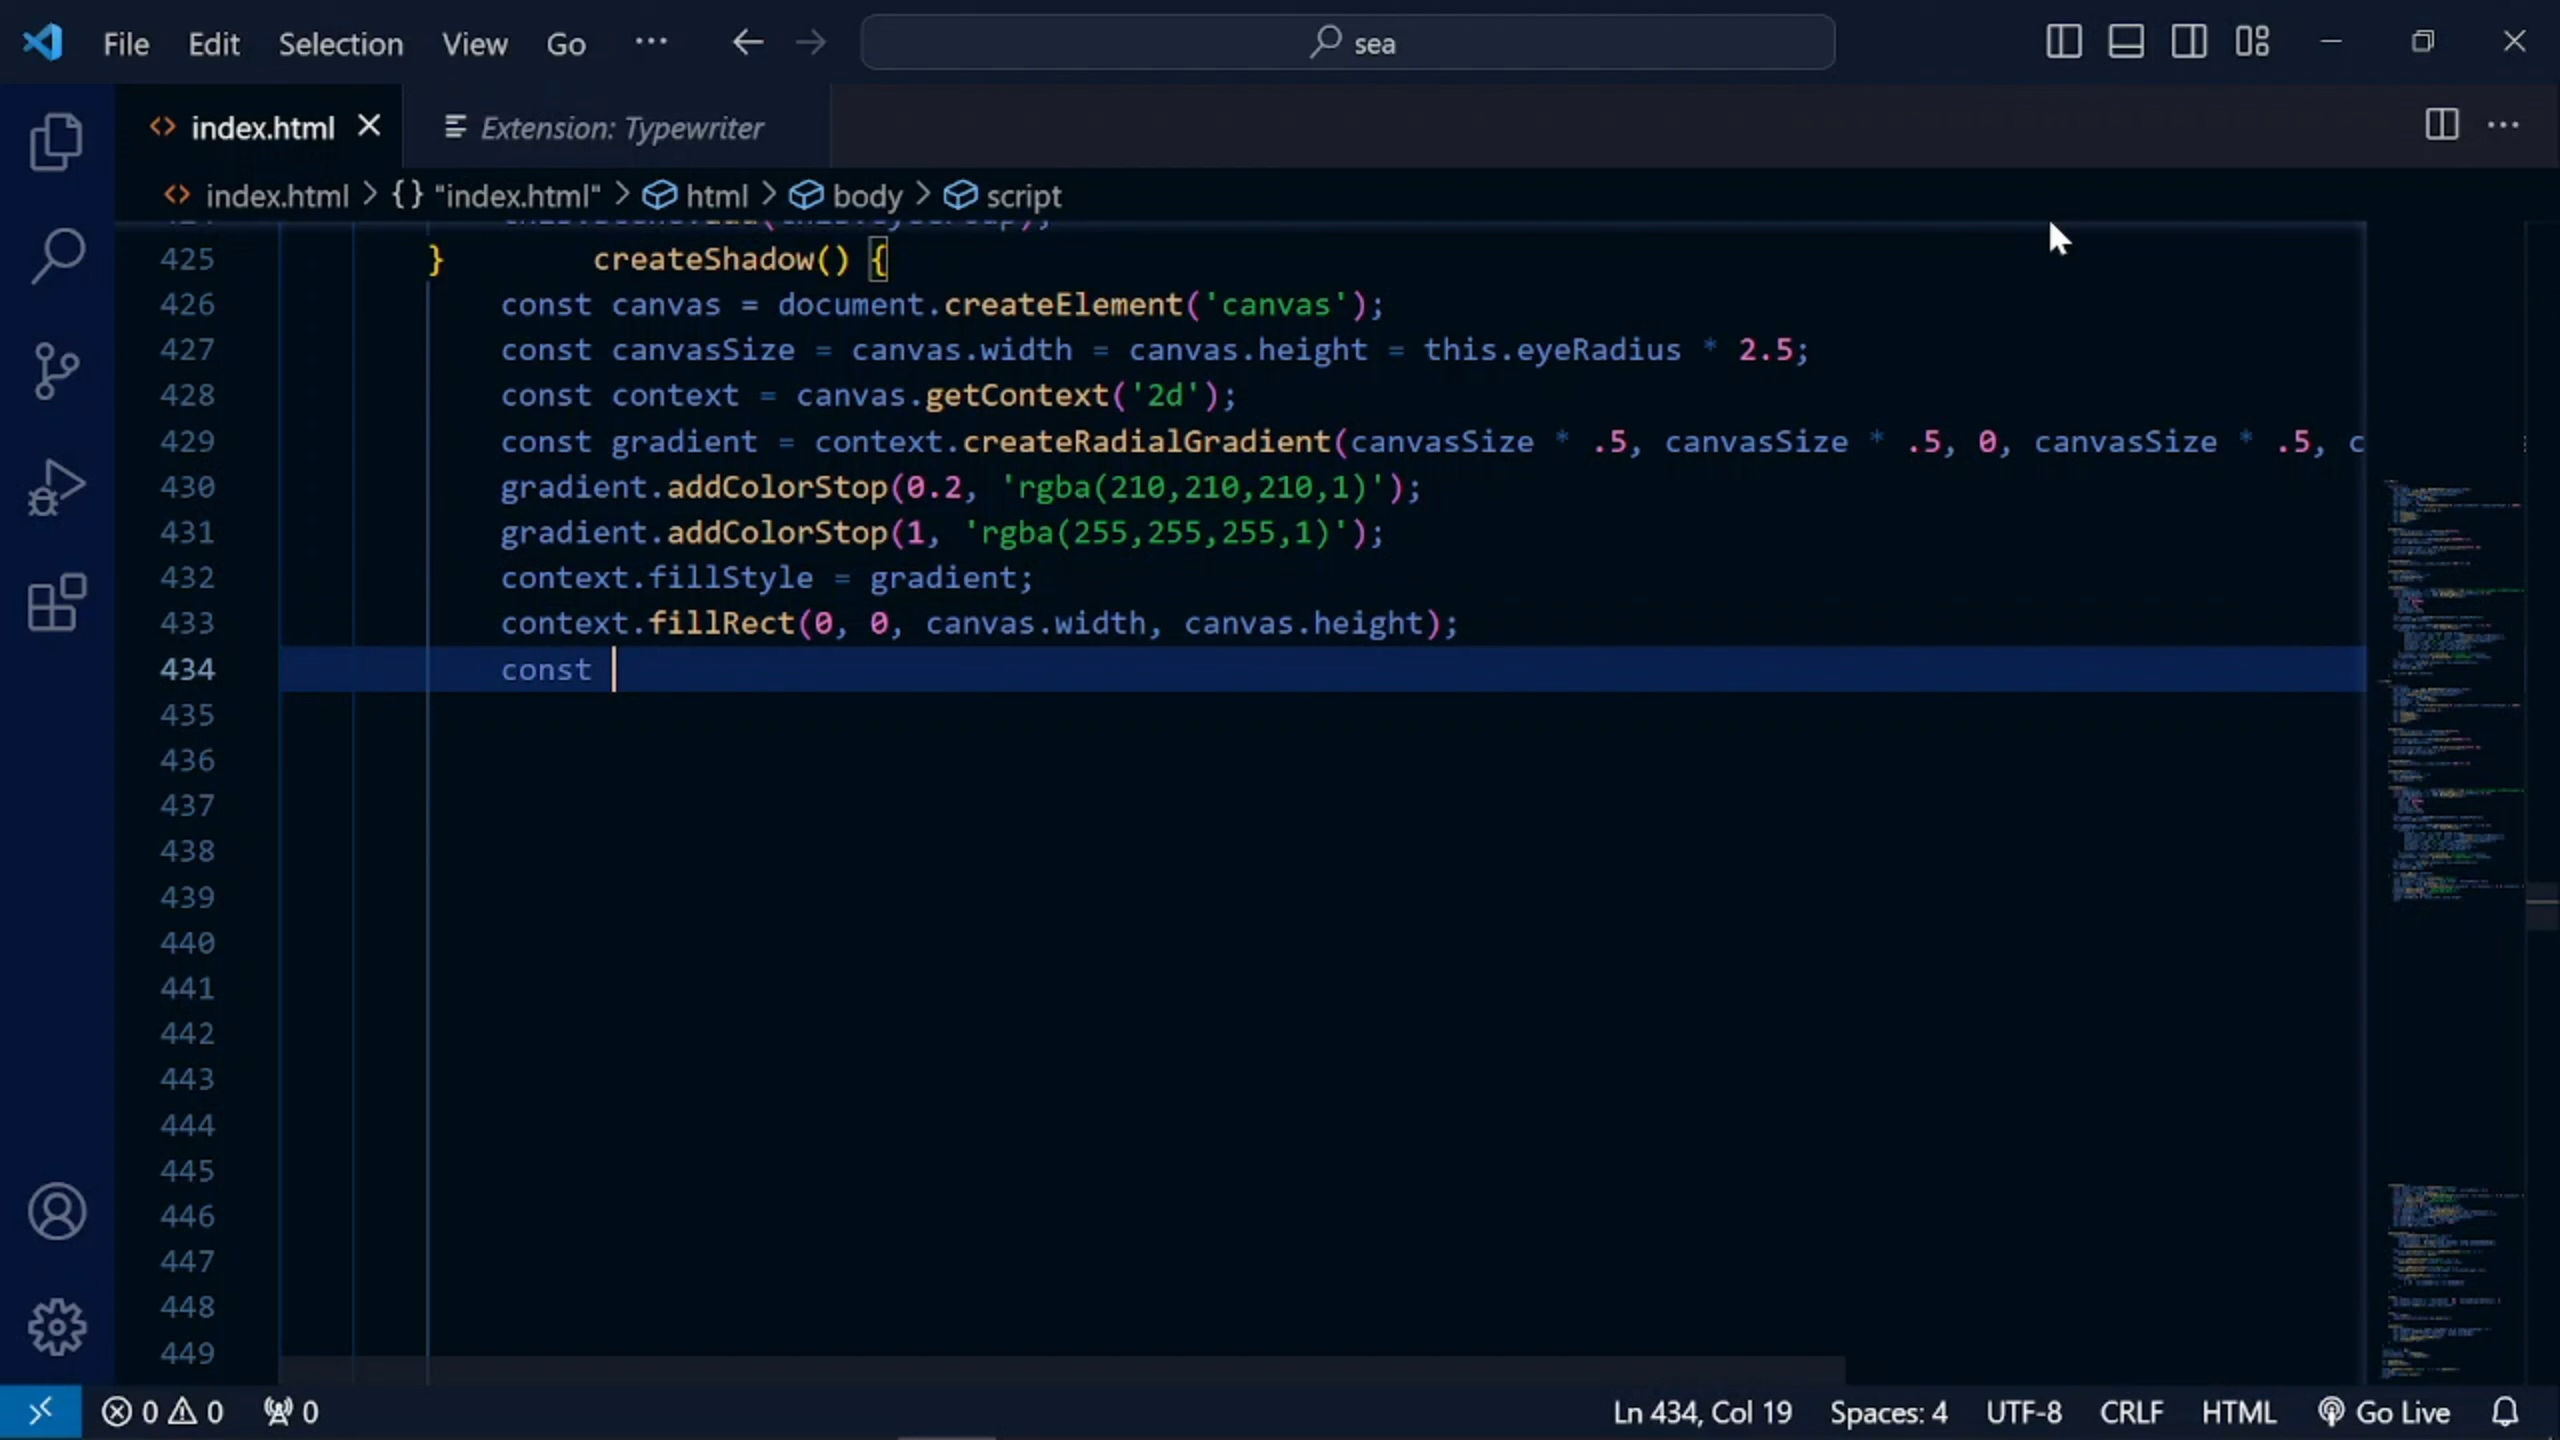 File Edit Selection View Go ··· sea
index.html Extension: Typewriter
index.html > {} "index.html" > html > body > script
425 } createShadow() {
426 const canvas = document.createElement('canvas');
427 const canvasSize = canvas.width = canvas.height = this.eyeRadius * 2.5;
428 const context = canvas.getContext('2d');
429 const gradient = context.createRadialGradient(canvasSize * .5, canvasSize * .5, 0, canvasSize * .5, c
430 gradient.addColorStop(0.2, 'rgba(210,210,210,1)');
431 gradient.addColorStop(1, 'rgba(255,255,255,1)');
432 context.fillStyle = gradient;
433 context.fillRect(0, 0, canvas.width, canvas.height);
434 const
435
436
437
438
439
440
441
442
443
444
445
446
447
448
449
0 0 0 Ln 434, Col 19 Spaces: 4 UTF-8 CRLF HTML Go Live